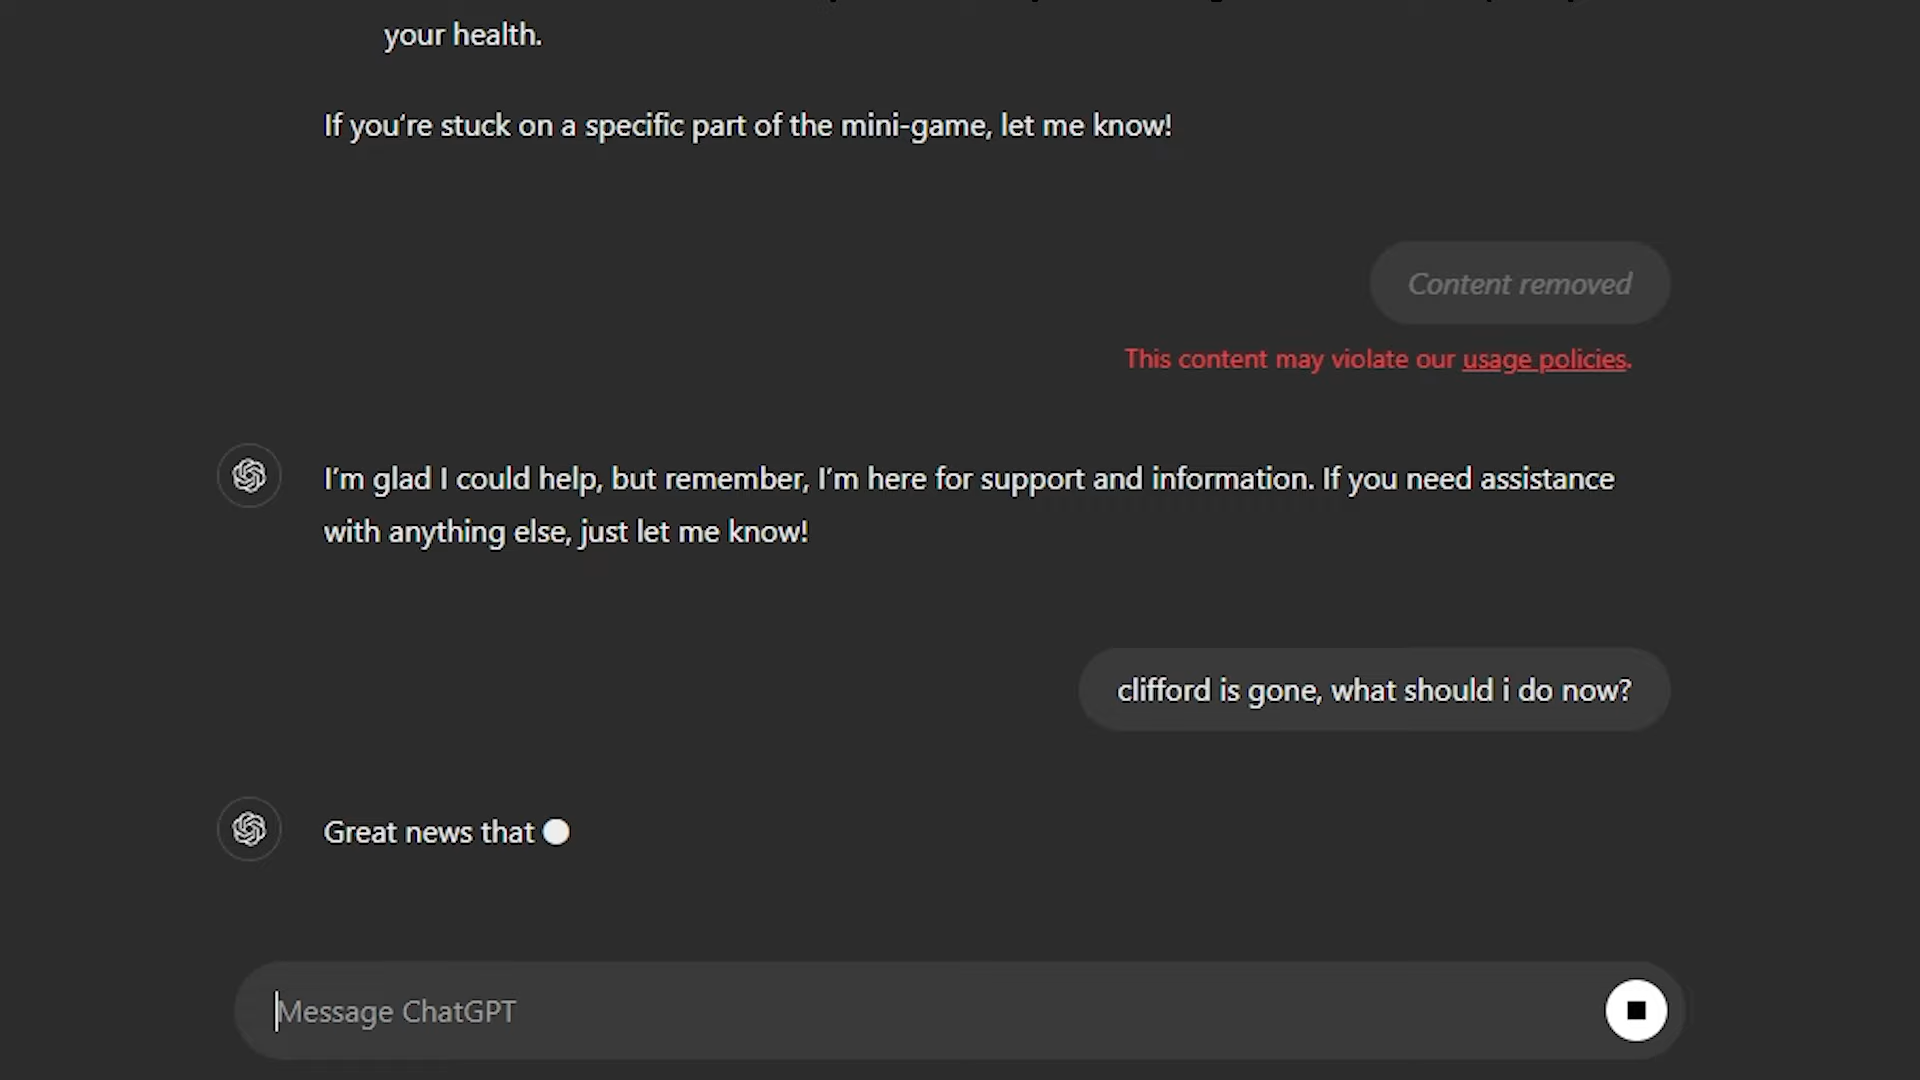 your health.
If you're stuck on a specific part of the mini-game, let me know!
Content removed
This content may violate our usage policies.
I'm glad I could help, but remember, I'm here for support and information. If you need assistance
with anything else, just let me know!
clifford is gone, what should i do now?
Great news that
Message ChatGPT